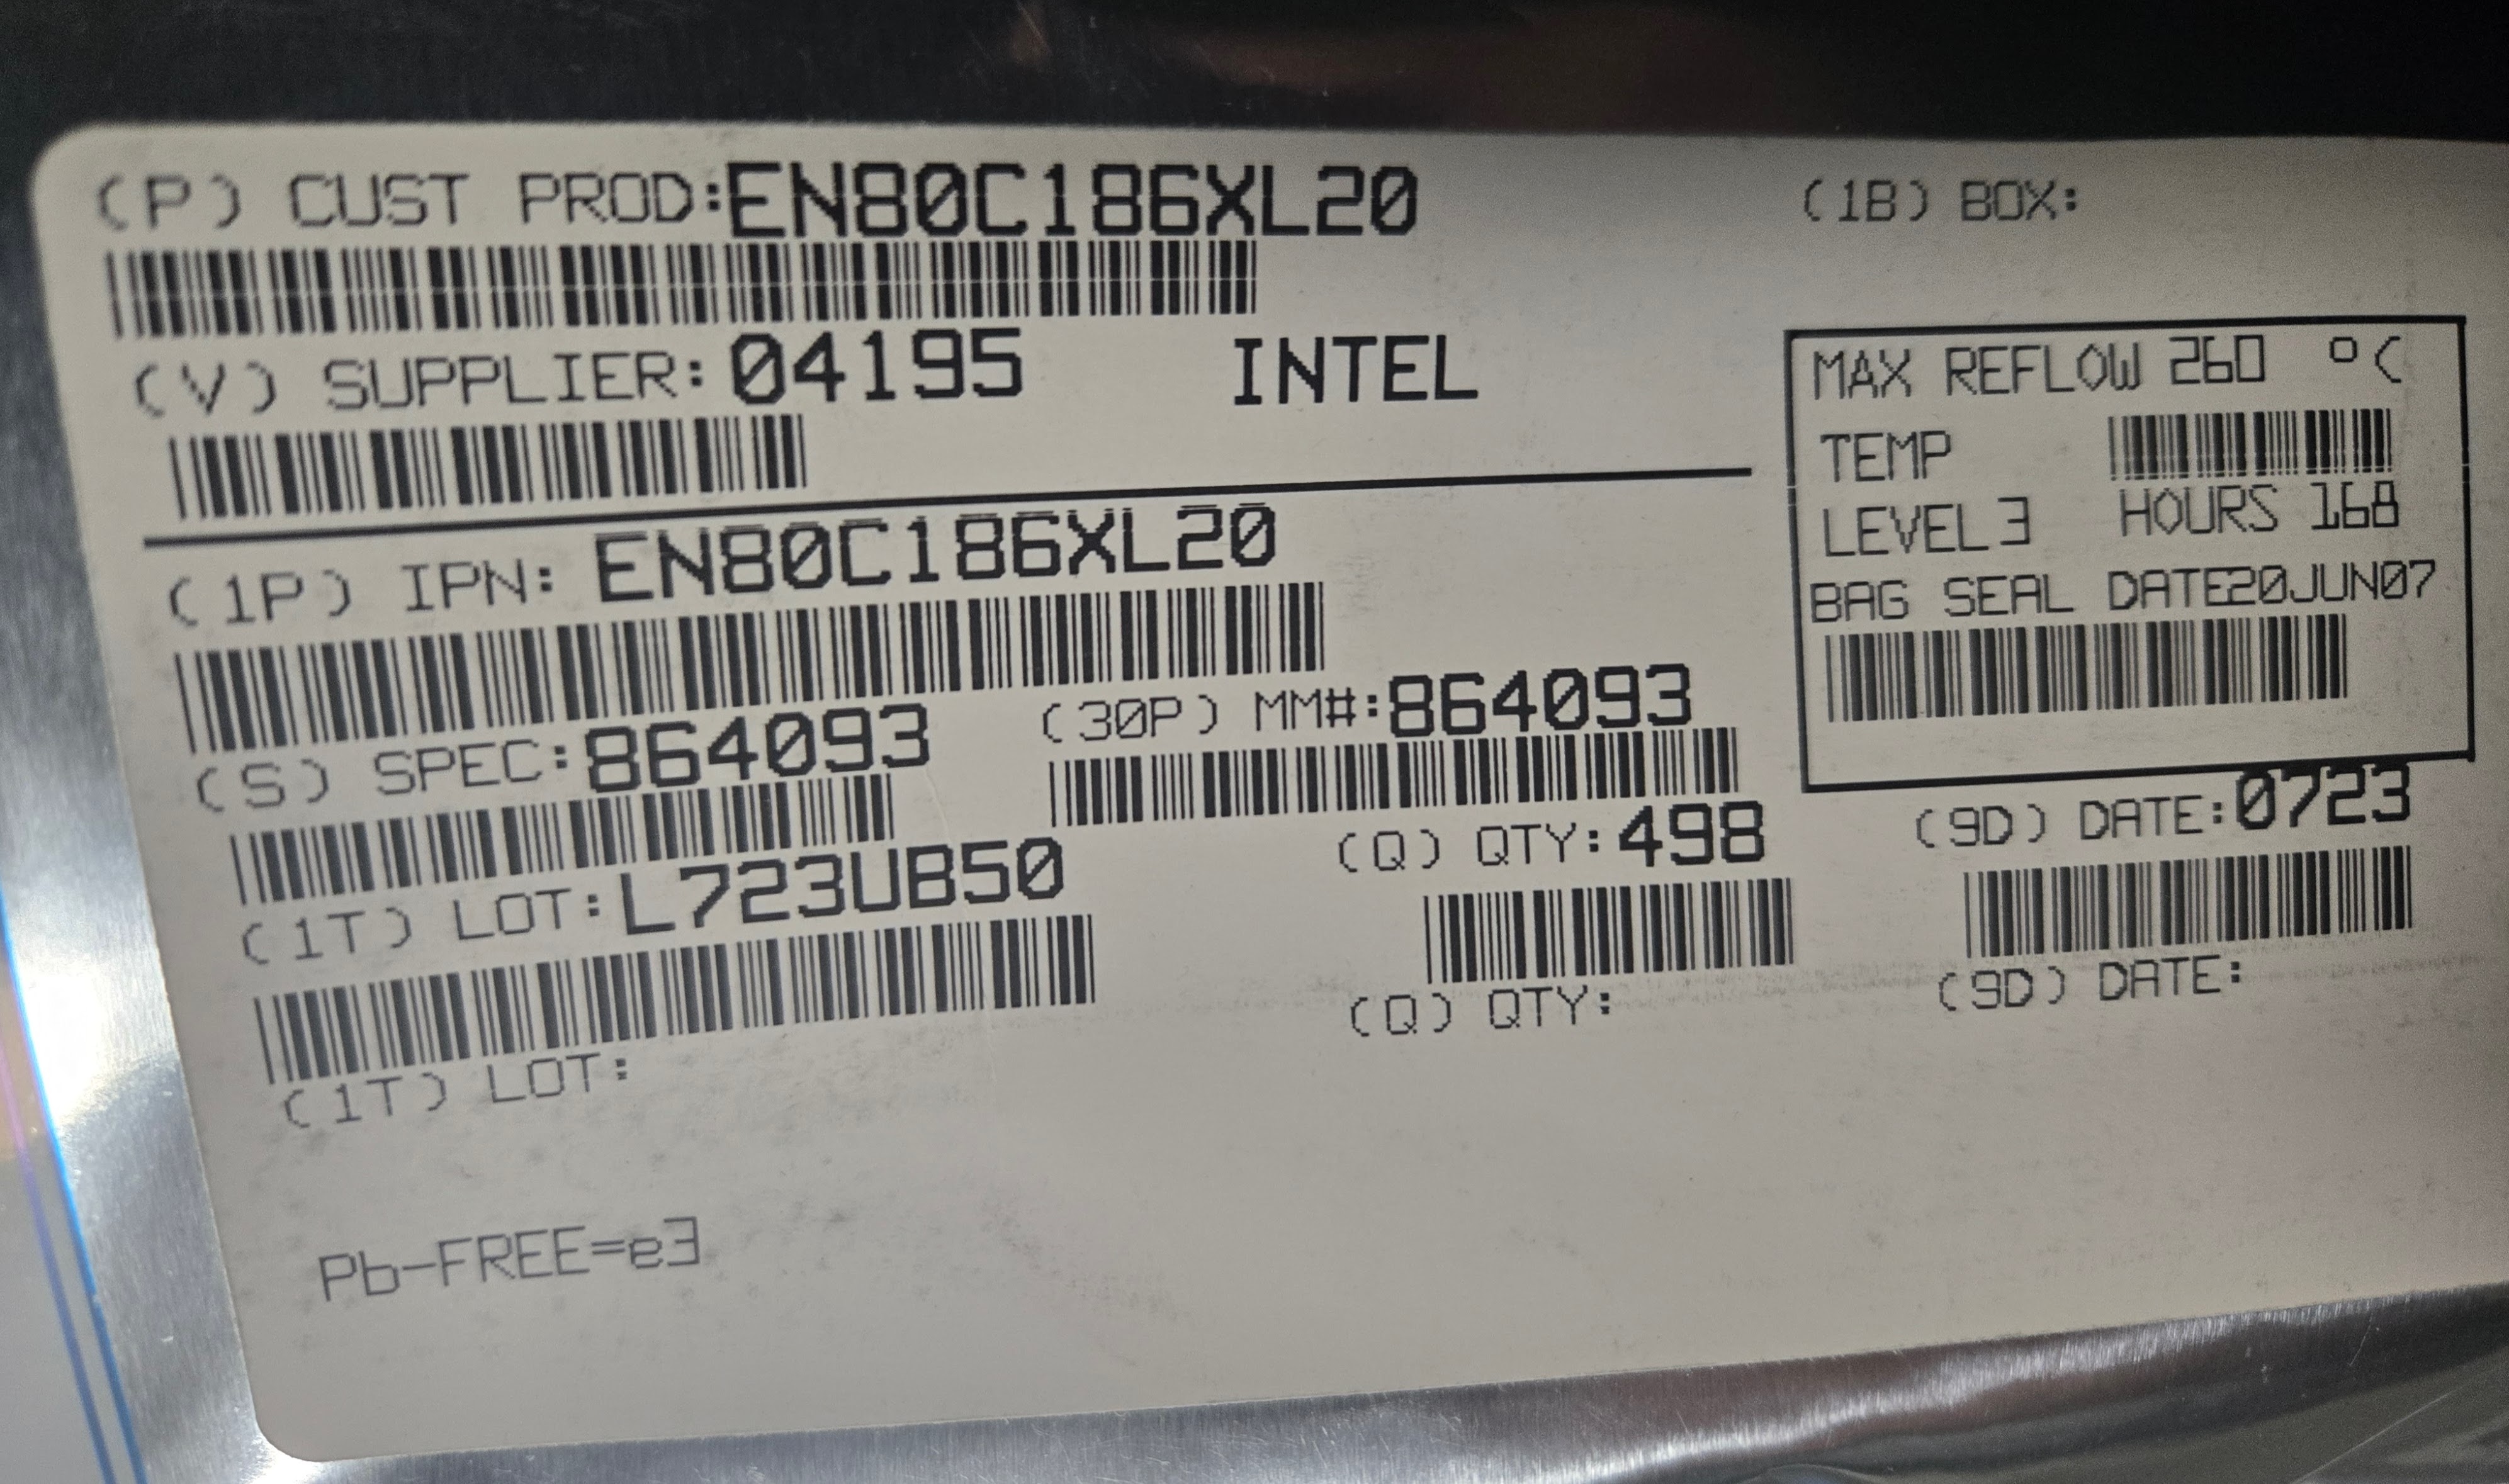 (P) CUST PROD:EN80C186XL20
(1B) BOX:
(V) SUPPLIER:04195 INTEL
MAX REFLOW 260 °C
TEMP
LEVEL3 HOURS 168
BAG SEAL DATE20JUN07
(1P) IPN: EN80C186XL20
(S) SPEC:864093 (30P) MM#:864093
(1T) LOT:L723UB50 (Q) QTY:498 (9D) DATE:0723
(1T) LOT: (Q) QTY: (9D) DATE:
Pb-FREE=e3